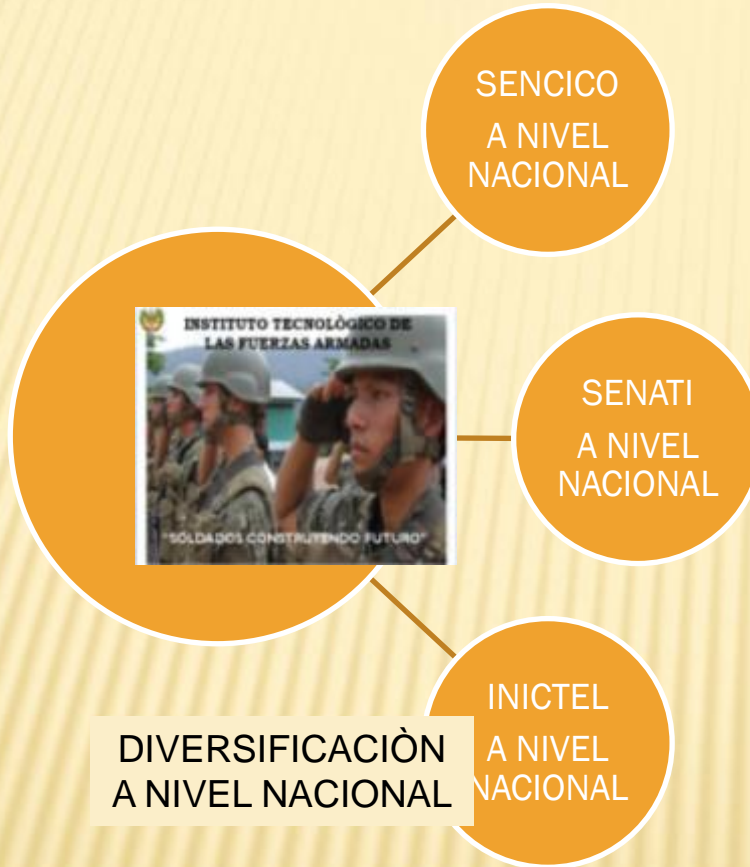 SENCICO
A NIVEL
NACIONAL
INSTITUTO TECNOLÒGICO DE
LAS FUERZAS ARMADAS
"SOLDADOS CONSTRUYENDO FUTURO"
SENATI
A NIVEL
NACIONAL
INICTEL
A NIVEL
NACIONAL
DIVERSIFICACIÒN
A NIVEL NACIONAL